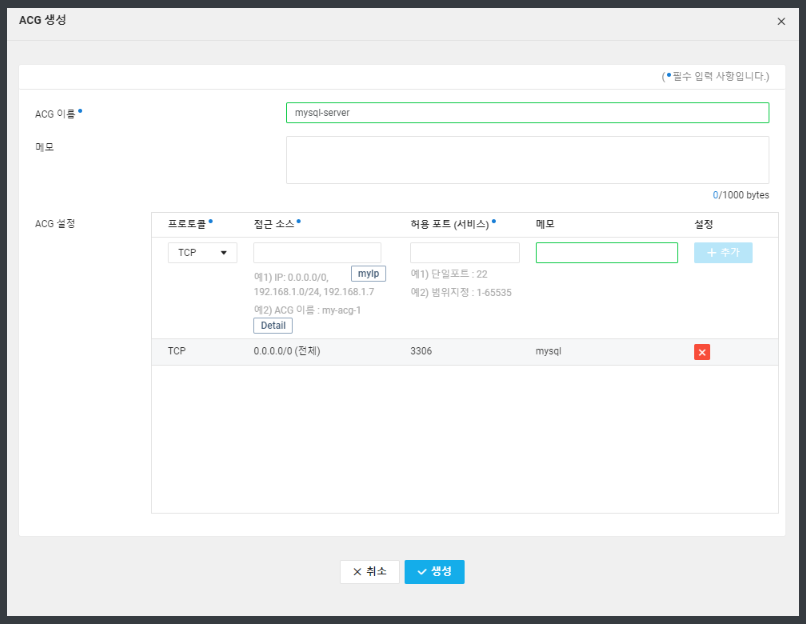 ACG 생성
(•필수 입력 사항입니다.)
ACG 이름•
mysql-server
메모
0/1000 bytes
ACG 설정
프로토콜• 접근 소스• 허용 포트 (서비스)• 메모 설정
TCP + 추가
예1) IP: 0.0.0.0/0, myIp 예1) 단일포트 : 22
192.168.1.0/24, 192.168.1.7 예2) 범위지정 : 1-65535
예2) ACG 이름 : my-acg-1
Detail
TCP 0.0.0.0/0 (전체) 3306 mysql
취소 생성